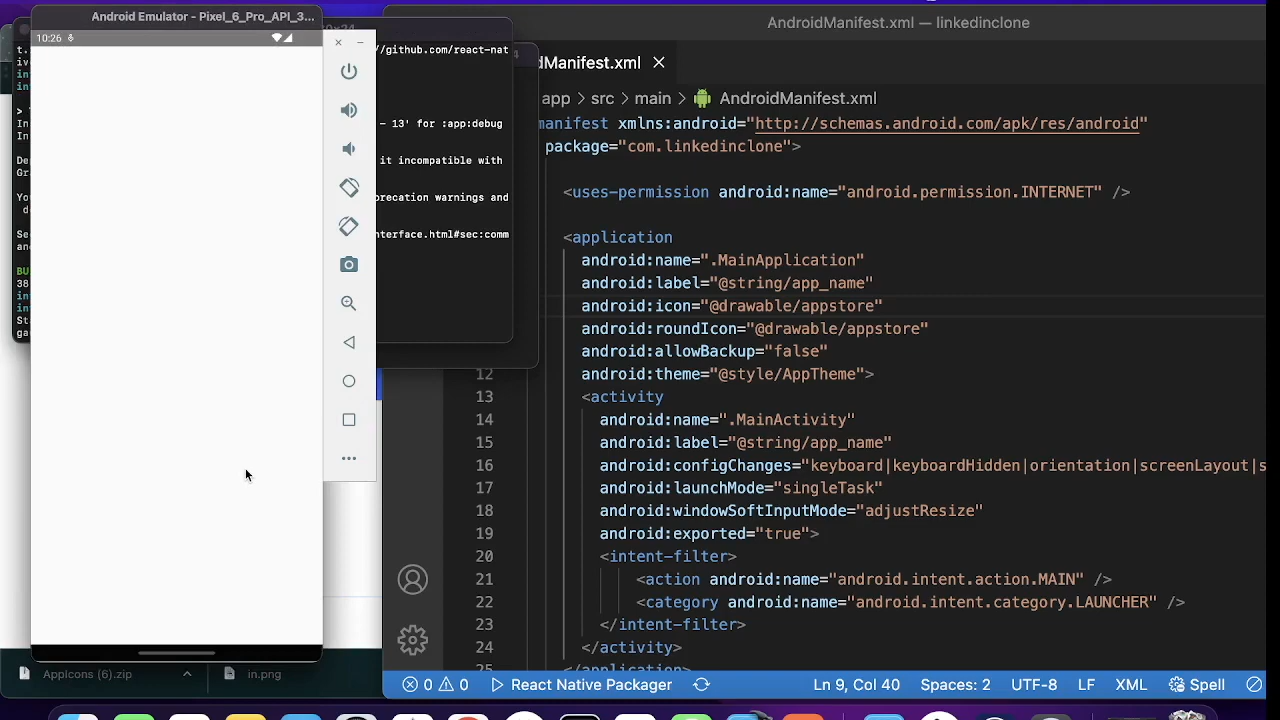 Android Emulator - Pixel_6_Pro_API_3...
10:26
//github.com/react-nat
- 13' for :app:debug
it incompatible with
precation warnings and
nterface.html#sec:comm
AndroidManifest.xml — linkedinclone
dManifest.xml
app > src > main > AndroidManifest.xml
manifest xmlns:android="http://schemas.android.com/apk/res/android"
package="com.linkedinclone">
<uses-permission android:name="android.permission.INTERNET" />
<application
android:name=".MainApplication"
android:label="@string/app_name"
android:icon="@drawable/appstore"
android:roundIcon="@drawable/appstore"
android:allowBackup="false"
12 android:theme="@style/AppTheme">
13 <activity
14 android:name=".MainActivity"
15 android:label="@string/app_name"
16 android:configChanges="keyboard|keyboardHidden|orientation|screenLayout|s
17 android:launchMode="singleTask"
18 android:windowSoftInputMode="adjustResize"
19 android:exported="true">
20 <intent-filter>
21 <action android:name="android.intent.action.MAIN" />
22 <category android:name="android.intent.category.LAUNCHER" />
23 </intent-filter>
24 </activity>
25 </application>
AppIcons (6).zip
in.png
0 0 React Native Packager
Ln 9, Col 40 Spaces: 2 UTF-8 LF XML Spell